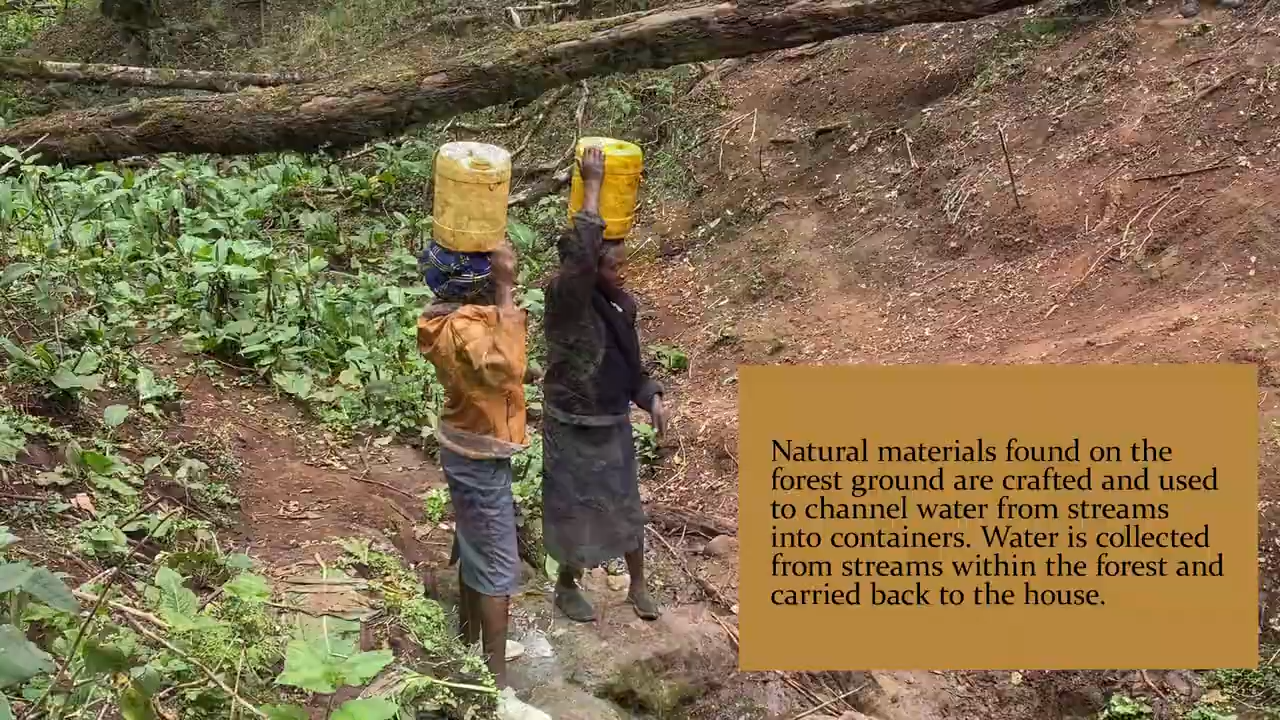 Natural materials found on the
forest ground are crafted and used
to channel water from streams
into containers. Water is collected
from streams within the forest and
carried back to the house.